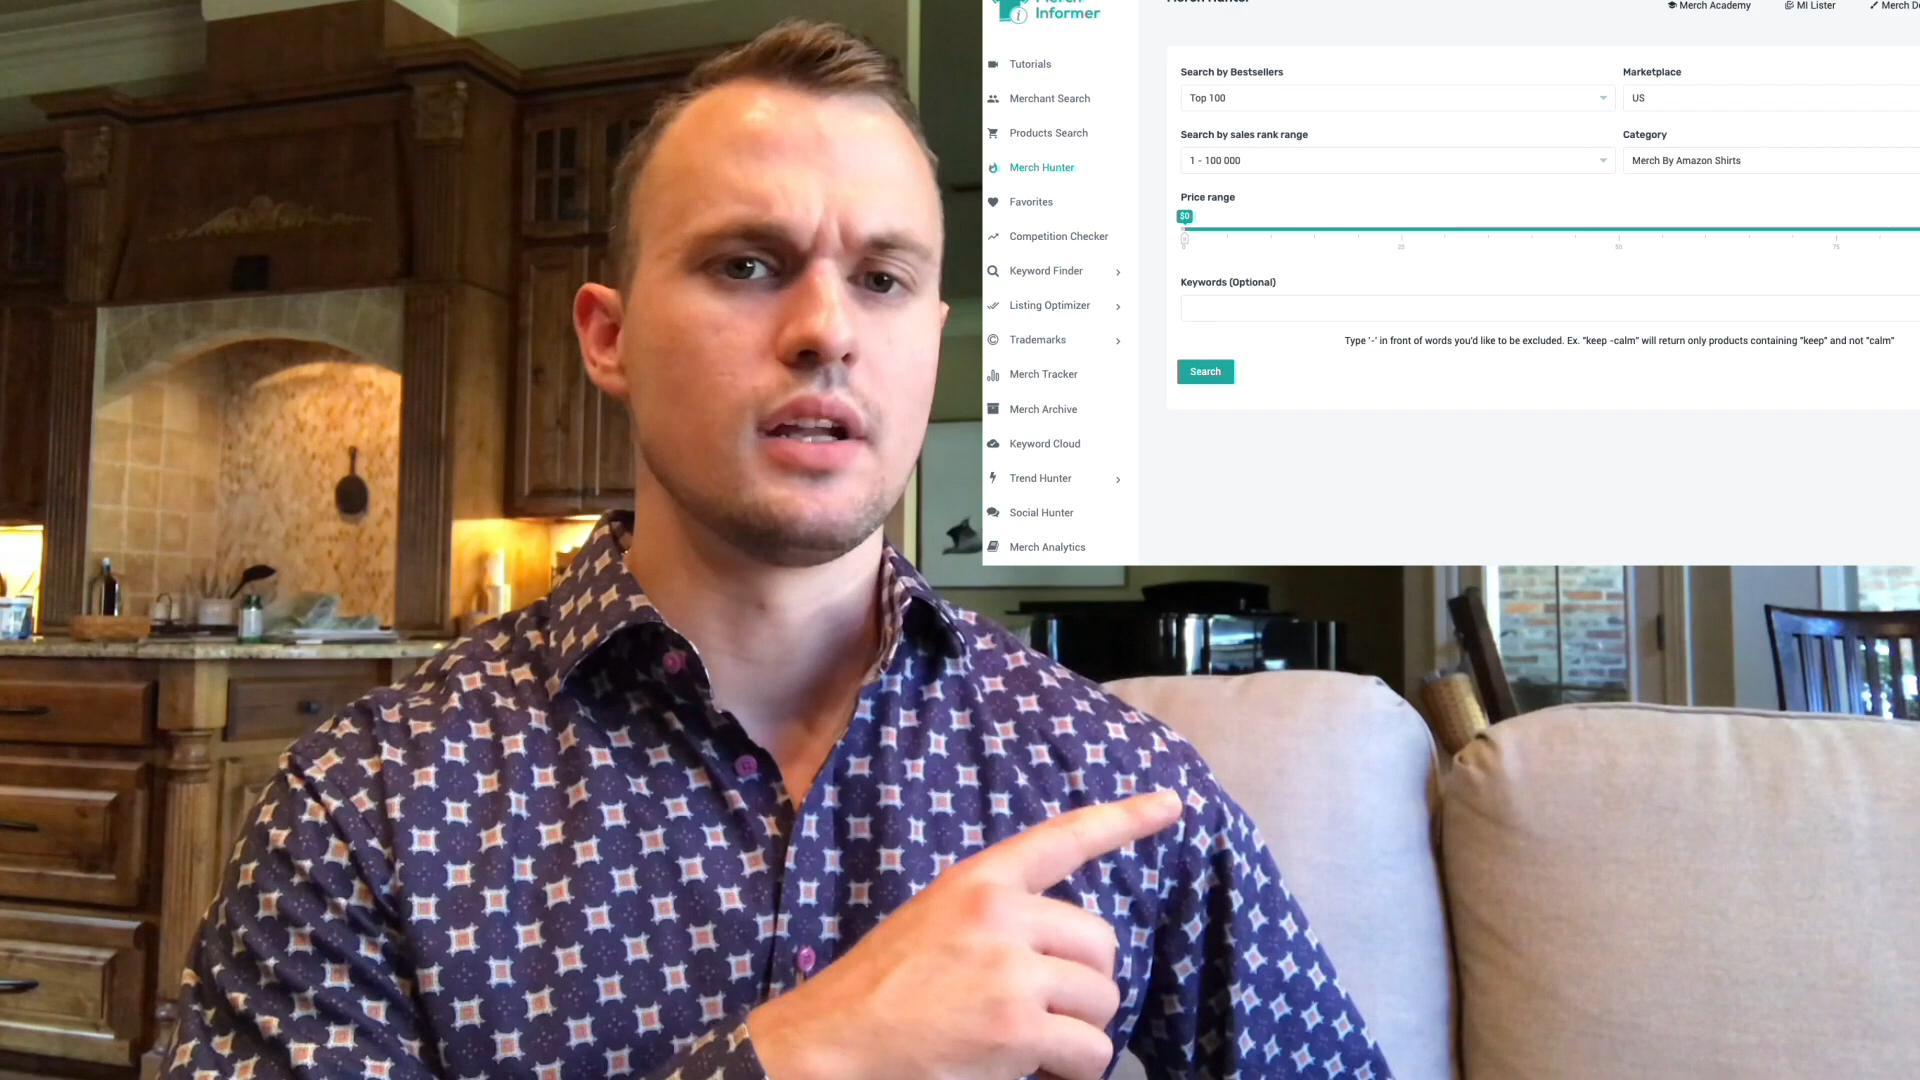 Informer
Merch Academy
MI Lister
Tutorials
Merchant Search
Products Search
Merch Hunter
Favorites
Competition Checker
Keyword Finder
Listing Optimizer
Trademarks
Merch Tracker
Merch Archive
Keyword Cloud
Trend Hunter
Social Hunter
Merch Analytics
Search by Bestsellers
Marketplace
Top 100
US
Search by sales rank range
Category
1 - 100 000
Merch By Amazon Shirts
Price range
$0
0 25 50 75
Keywords (Optional)
Type '-' in front of words you'd like to be excluded. Ex. "keep -calm" will return only products containing "keep" and not "calm"
Search